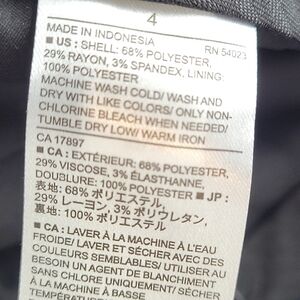 4
MADE IN INDONESIA RN 54023
■ US : SHELL: 68% POLYESTER,
29% RAYON, 3% SPANDEX, LINING:
100% POLYESTER
MACHINE WASH COLD/ WASH AND
DRY WITH LIKE COLORS/ ONLY NON-
CHLORINE BLEACH WHEN NEEDED/
TUMBLE DRY LOW/ WARM IRON
CA 17897
■ CA : EXTÉRIEUR: 68% POLYESTER,
29% VISCOSE, 3% ÉLASTHANNE,
DOUBLURE: 100% POLYESTER ■ JP :
表地: 68% ポリエステル,
29% レーヨン, 3% ポリウレタン,
裏地: 100% ポリエステル
■ CA : LAVER À LA MACHINE À L'EAU
FROIDE/ LAVER ET SÉCHER AVEC DES
COULEURS SEMBLABLES/ UTILISER AU
BESOIN UN AGENT DE BLANCHIMENT
SANS CHLORE UNIQUEMENT/ SÉCHER
À LA MACHINE À BASSE
TEMPÉRATURE